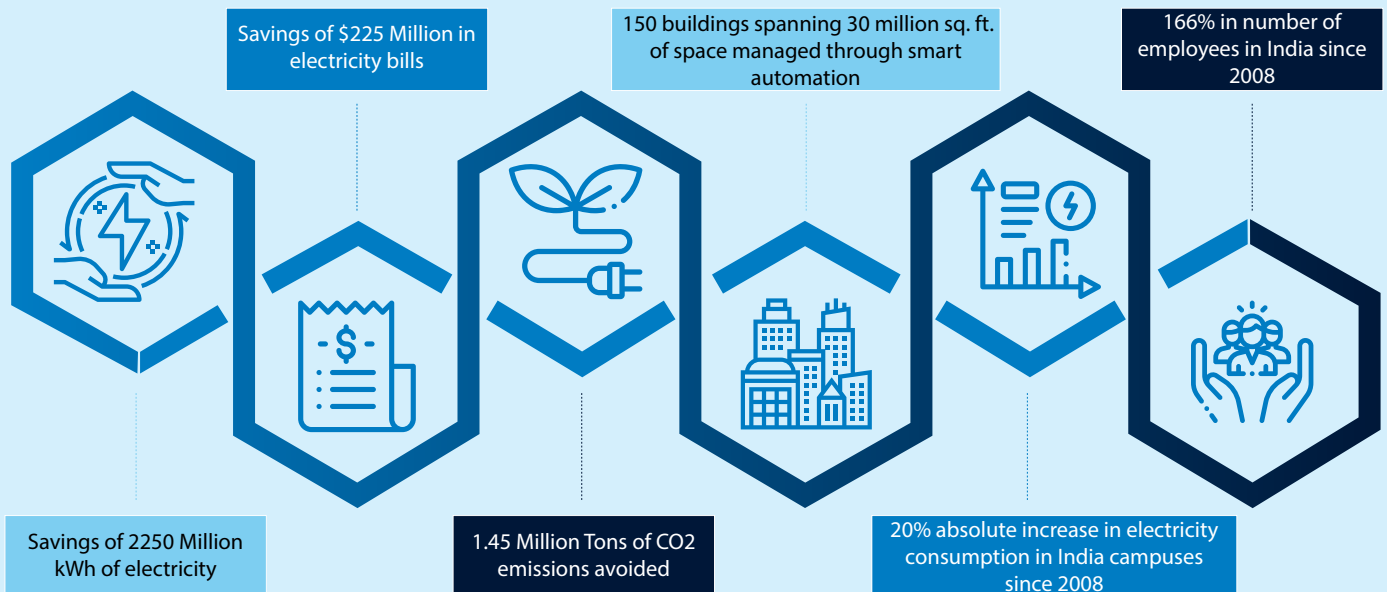 Savings of $225 Million in
electricity bills
150 buildings spanning 30 million sq. ft.
of space managed through smart
automation
166% in number of
employees in India since
2008
$
Savings of 2250 Million
kWh of electricity
1.45 Million Tons of CO2
emissions avoided
20% absolute increase in electricity
consumption in India campuses
since 2008